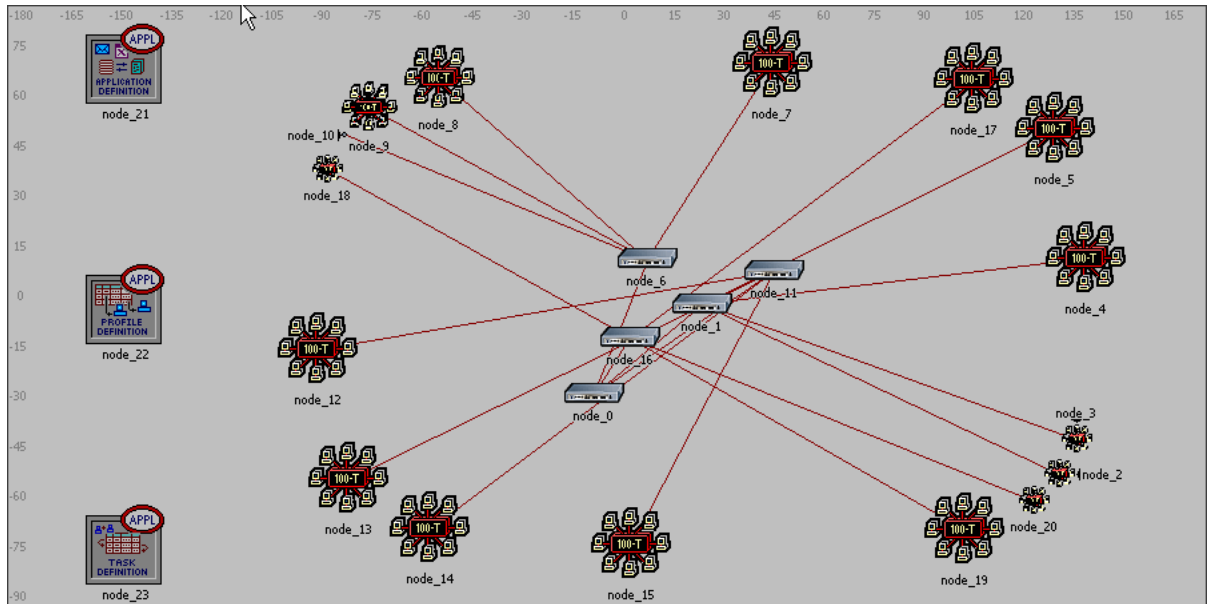 -180 -165 -150 -135 -120 -105 -90 -75 -60 -45 -30 -15 0 15 30 45 60 75 90 105 120 135 150 165
75
60
45
30
15
0
-15
-30
-45
-60
-75
-90
APPL
APPLICATION
DEFINITION
node_21
APPL
PROFILE
DEFINITION
node_22
APPL
TASK
DEFINITION
node_23
100-T
node_8
node_10
node_9
node_18
100-T
node_7
100-T
node_17
100-T
node_5
100-T
node_4
node_6
node_11
node_1
node_16
node_0
100-T
node_12
100-T
node_13
100-T
node_14
100-T
node_15
100-T
node_19
node_3
node_2
node_20